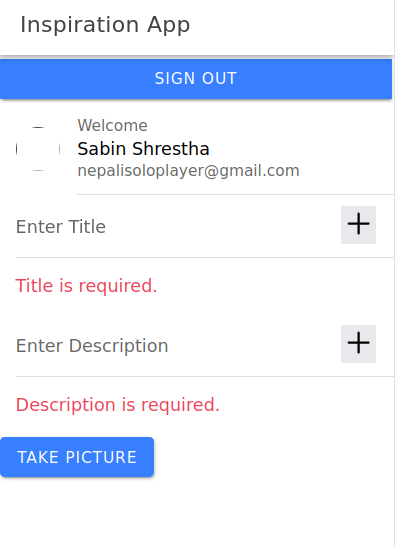 Inspiration App
SIGN OUT
Welcome
Sabin Shrestha
nepalisoloplayer@gmail.com
Enter Title
Title is required.
Enter Description
Description is required.
TAKE PICTURE